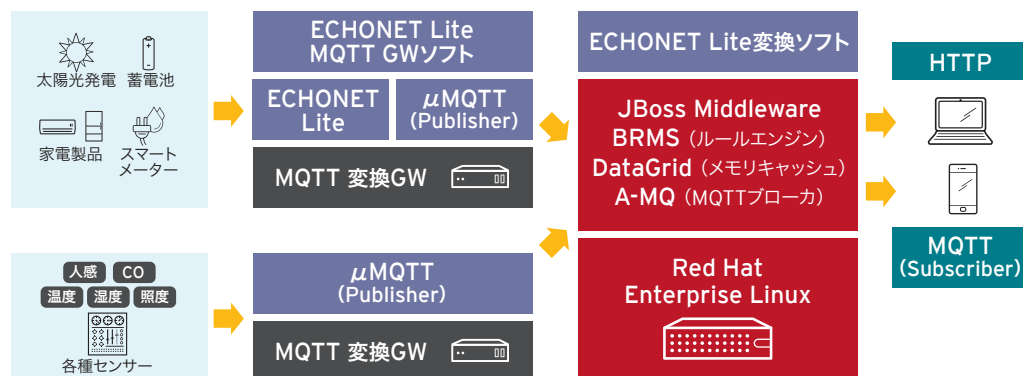 太陽光発電 蓄電池
家電製品 スマート
メーター
ECHONET Lite
MQTT GWソフト
ECHONET
Lite
μMQTT
(Publisher)
MQTT 変換GW
人感 CO
温度 湿度 照度
各種センサー
μMQTT
(Publisher)
MQTT 変換GW
ECHONET Lite変換ソフト
JBoss Middleware
BRMS（ルールエンジン）
DataGrid（メモリキャッシュ）
A-MQ（MQTTブローカ）
Red Hat
Enterprise Linux
HTTP
MQTT
(Subscriber)